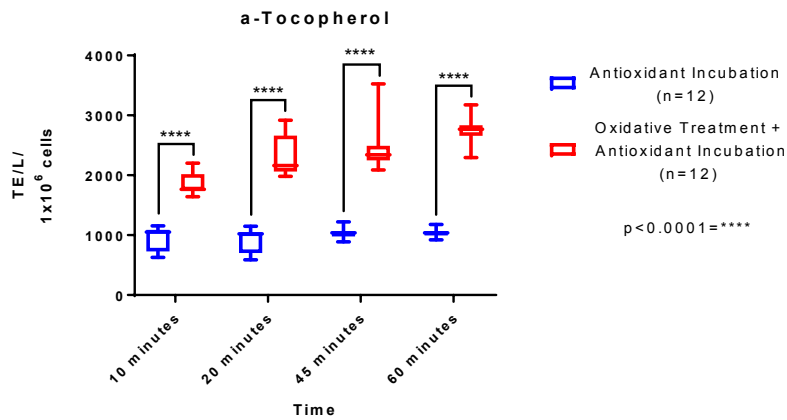 a-Tocopherol
TE/L/
1x10⁶ cells
4000
3000
2000
1000
0
****
****
****
****
10 minutes
20 minutes
45 minutes
60 minutes
Time
Antioxidant Incubation
(n=12)
Oxidative Treatment +
Antioxidant Incubation
(n=12)
p<0.0001=****